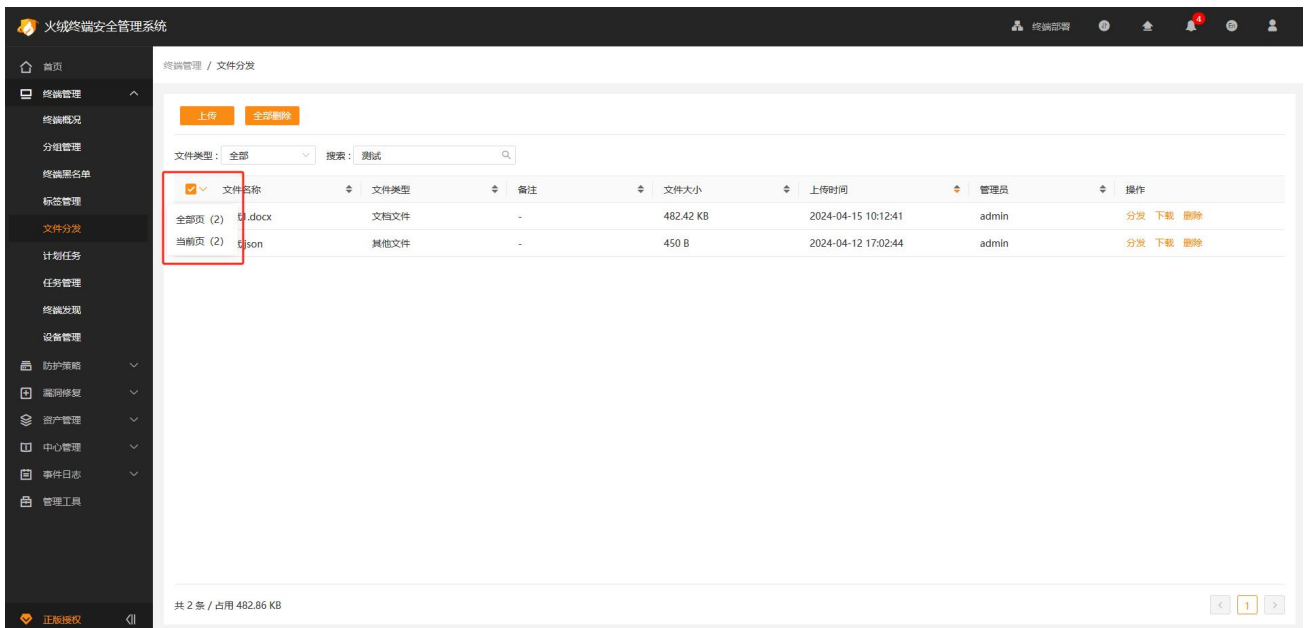 火绒终端安全管理系统
终端部署
4
En
首页
终端管理 / 文件分发
终端管理
终端概况
分组管理
终端黑名单
标签管理
文件分发
计划任务
任务管理
终端发现
设备管理
防护策略
漏洞修复
资产管理
中心管理
事件日志
管理工具
正版授权
上传 全部删除
文件类型: 全部 搜索: 测试
文件名称 文件类型 备注 文件大小 上传时间 管理员 操作
全部页 (2) 1.docx 文档文件 - 482.42 KB 2024-04-15 10:12:41 admin 分发 下载 删除
当前页 (2) json 其他文件 - 450 B 2024-04-12 17:02:44 admin 分发 下载 删除
共 2 条 / 占用 482.86 KB
1